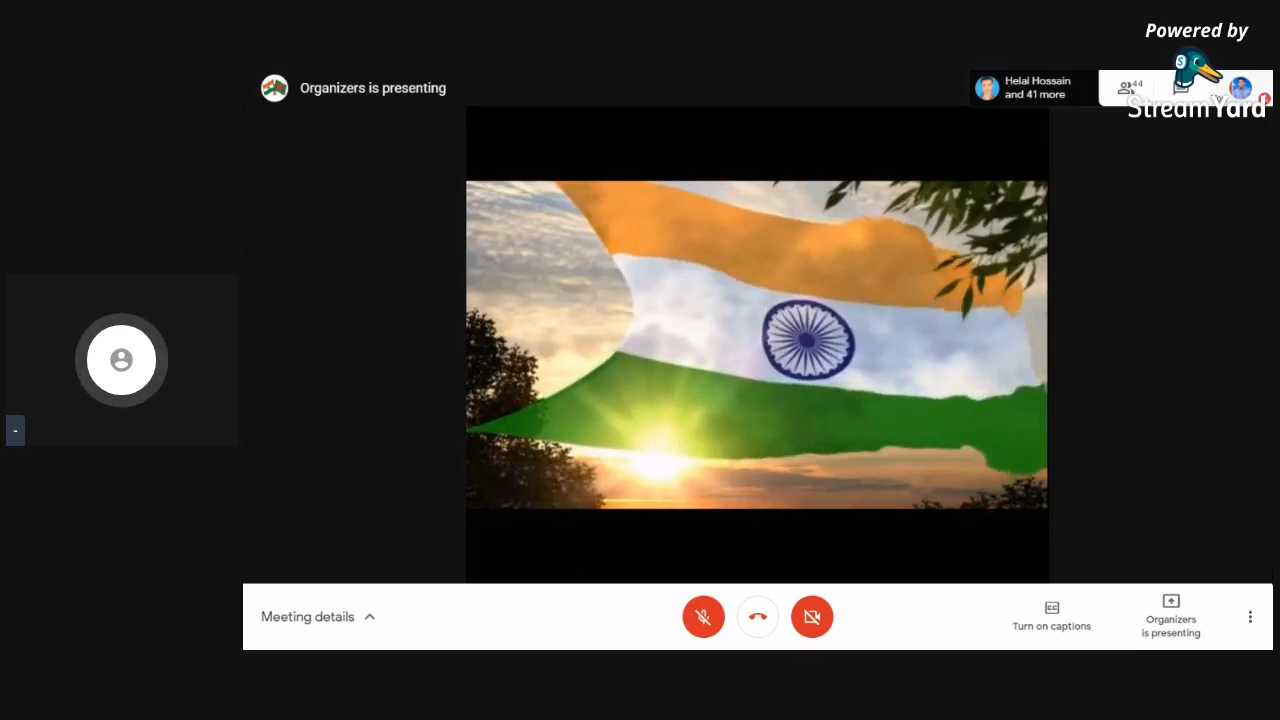 Powered by
StreamYard
Organizers is presenting
Helal Hossain
and 41 more
44
-
Meeting details
CC
Turn on captions
Organizers
is presenting